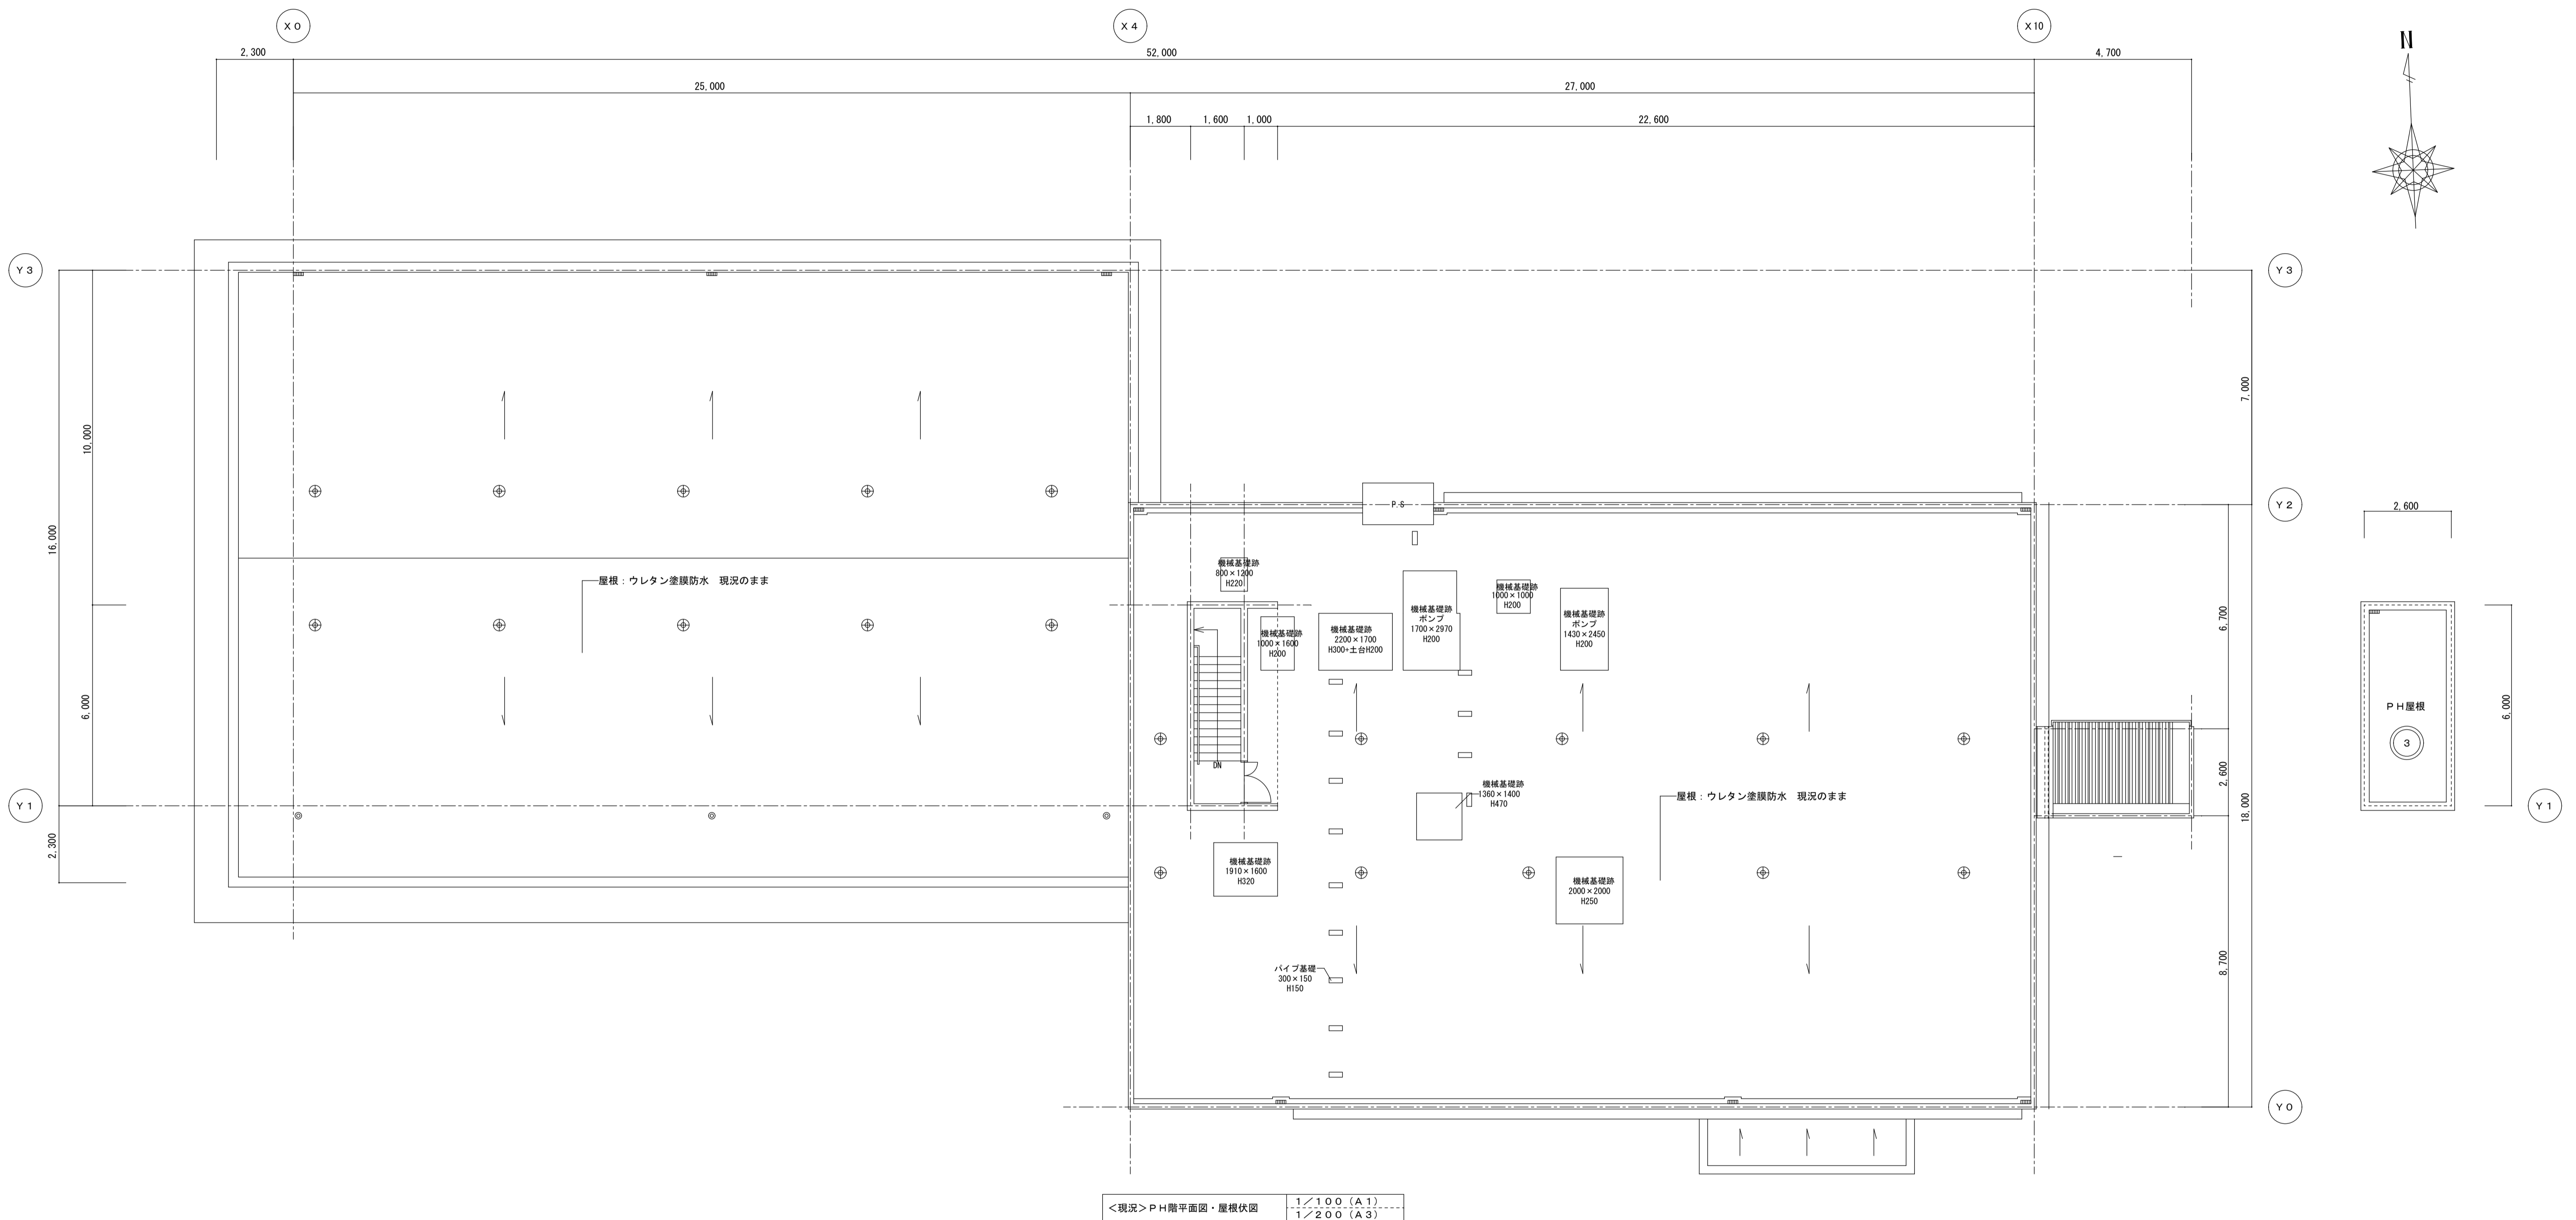 X0
X4
X10
2,300
52,000
4,700
25,000
27,000
1,800
1,600
1,000
22,600
N
Y3
Y3
7,000
10,000
16,000
P.S
Y2
2,600
屋根：ウレタン塗膜防水　現況のまま
機械基礎跡
800×1200
H220
機械基礎跡
1000×1600
H200
機械基礎跡
2200×1700
H300+土台H200
機械基礎跡
ポンプ
1700×2970
H200
機械基礎跡
1000×1000
H200
機械基礎跡
ポンプ
1430×2450
H200
6,700
6,000
6,000
PH屋根
3
DN
2,600
機械基礎跡
1360×1400
H470
屋根：ウレタン塗膜防水　現況のまま
18,000
Y1
Y1
2,300
機械基礎跡
1910×1600
H320
機械基礎跡
2000×2000
H250
8,700
パイプ基礎
300×150
H150
Y0
＜現況＞ＰＨ階平面図・屋根伏図
１／１００（Ａ１）
１／２００（Ａ３）